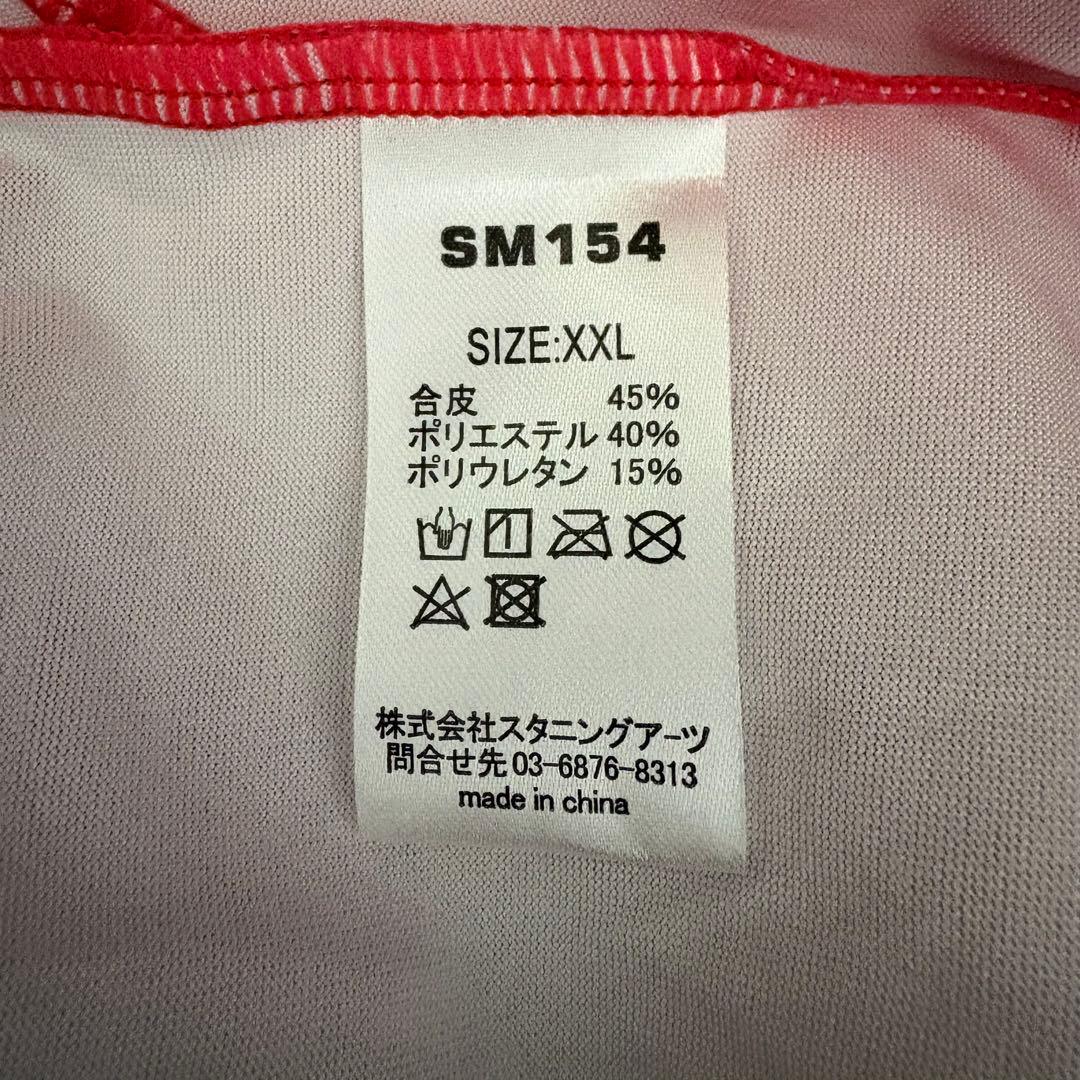 SM154
SIZE:XXL
合皮 45%
ポリエステル 40%
ポリウレタン 15%
株式会社スタニングアーツ
問合せ先 03-6876-8313
made in china